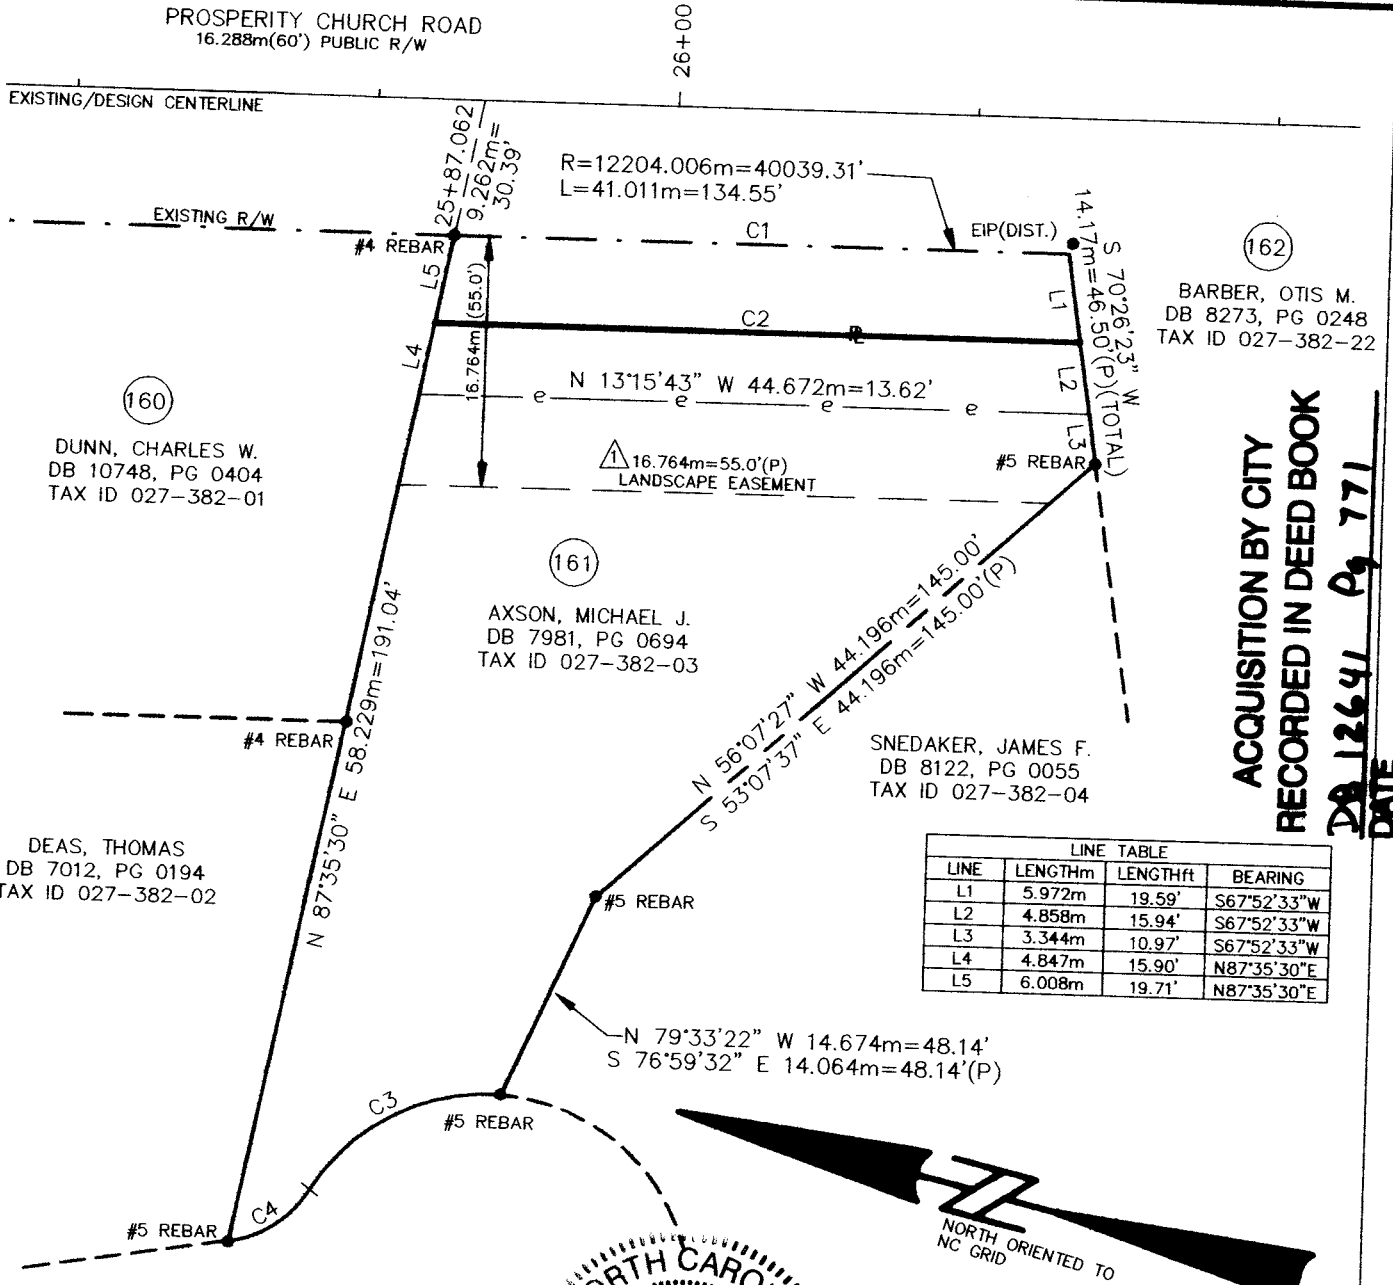 PROSPERITY CHURCH ROAD
16.288m(60') PUBLIC R/W
26+00
EXISTING/DESIGN CENTERLINE
25+87.062
9.262m=
30.39'
R=12204.006m=40039.31'
L=41.011m=134.55'
EXISTING R/W
#4 REBAR
C1
EIP(DIST.)
S 70°26'23" W
14.17m=46.50'(P)(TOTAL)
162
BARBER, OTIS M.
DB 8273, PG 0248
TAX ID 027-382-22
L5
L1
16.764m (55.0')
C2
L4
L2
N 13°15'43" W 44.672m=13.62'
e e e e
L3
160
DUNN, CHARLES W.
DB 10748, PG 0404
TAX ID 027-382-01
1 16.764m=55.0'(P)
LANDSCAPE EASEMENT
#5 REBAR
161
AXSON, MICHAEL J.
DB 7981, PG 0694
TAX ID 027-382-03
ACQUISITION BY CITY
RECORDED IN DEED BOOK
DB 12641 Pg 771
DATE
N 87°35'30" E 58.229m=191.04'
N 56°07'27" W 44.196m=145.00'
S 53°07'37" E 44.196m=145.00'(P)
#4 REBAR
SNEDAKER, JAMES F.
DB 8122, PG 0055
TAX ID 027-382-04
DEAS, THOMAS
DB 7012, PG 0194
TAX ID 027-382-02
#5 REBAR
LINE TABLE
LINE LENGTHm LENGTHft BEARING
L1 5.972m 19.59' S67°52'33"W
L2 4.858m 15.94' S67°52'33"W
L3 3.344m 10.97' S67°52'33"W
L4 4.847m 15.90' N87°35'30"E
L5 6.008m 19.71' N87°35'30"E
N 79°33'22" W 14.674m=48.14'
S 76°59'32" E 14.064m=48.14'(P)
C3
#5 REBAR
C4
#5 REBAR
NORTH ORIENTED TO
NC GRID